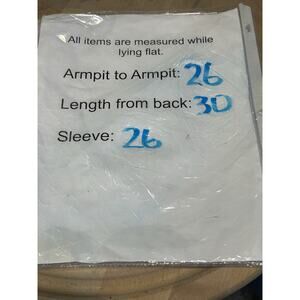 All items are measured while
lying flat.
Armpit to Armpit: 26
Length from back: 30
Sleeve: 26